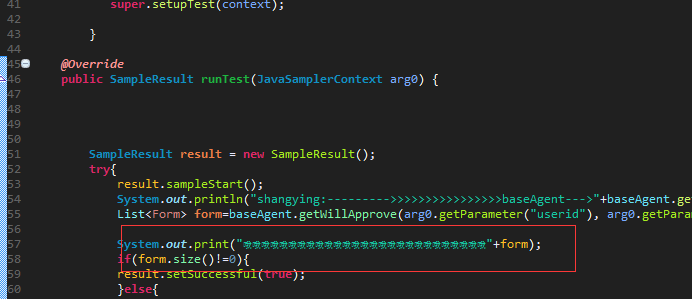 41 super.setupTest(context);
42
43 }
44
45 @Override
46 public SampleResult runTest(JavaSamplerContext arg0) {
47
48
49
50
51 SampleResult result = new SampleResult();
52 try{
53 result.sampleStart();
54 System.out.println("shangying:--------->>>>>>>>>>>>>>>>>baseAgent--->"+baseAgent.get
55 List<Form> form=baseAgent.getWillApprove(arg0.getParameter("userid"), arg0.getPara
56
57 System.out.print(" "+form);
58 if(form.size()!=0){
59 result.setSuccessful(true);
60 }else{